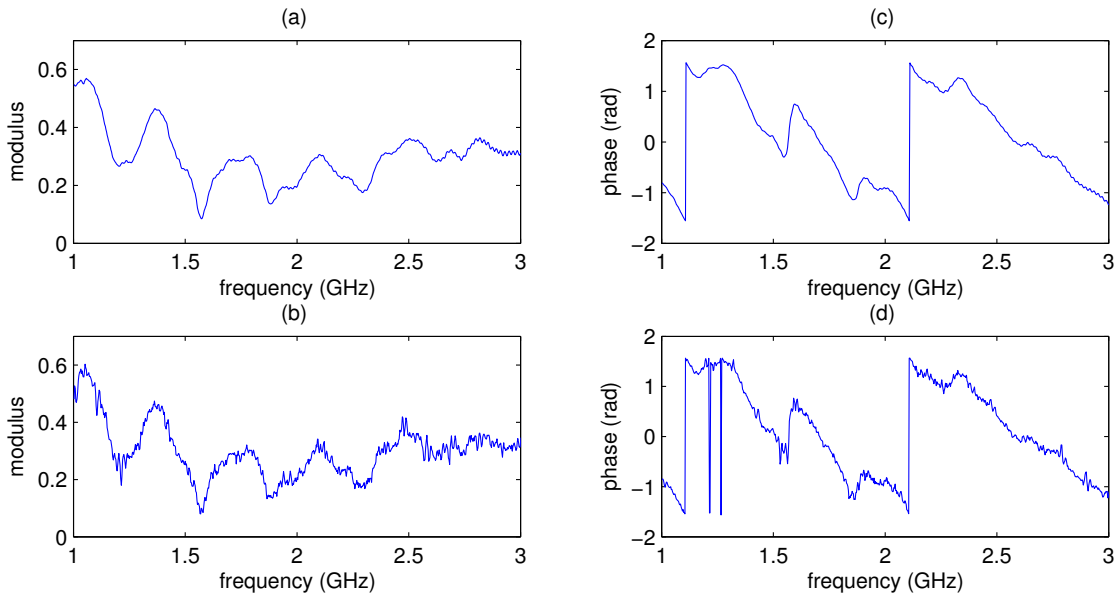 (a)
modulus
0.6
0.4
0.2
0
1 1.5 2 2.5 3
frequency (GHz)
(c)
phase (rad)
2
1
0
−1
−2
1 1.5 2 2.5 3
frequency (GHz)
(b)
modulus
0.6
0.4
0.2
0
1 1.5 2 2.5 3
frequency (GHz)
(d)
phase (rad)
2
1
0
−1
−2
1 1.5 2 2.5 3
frequency (GHz)